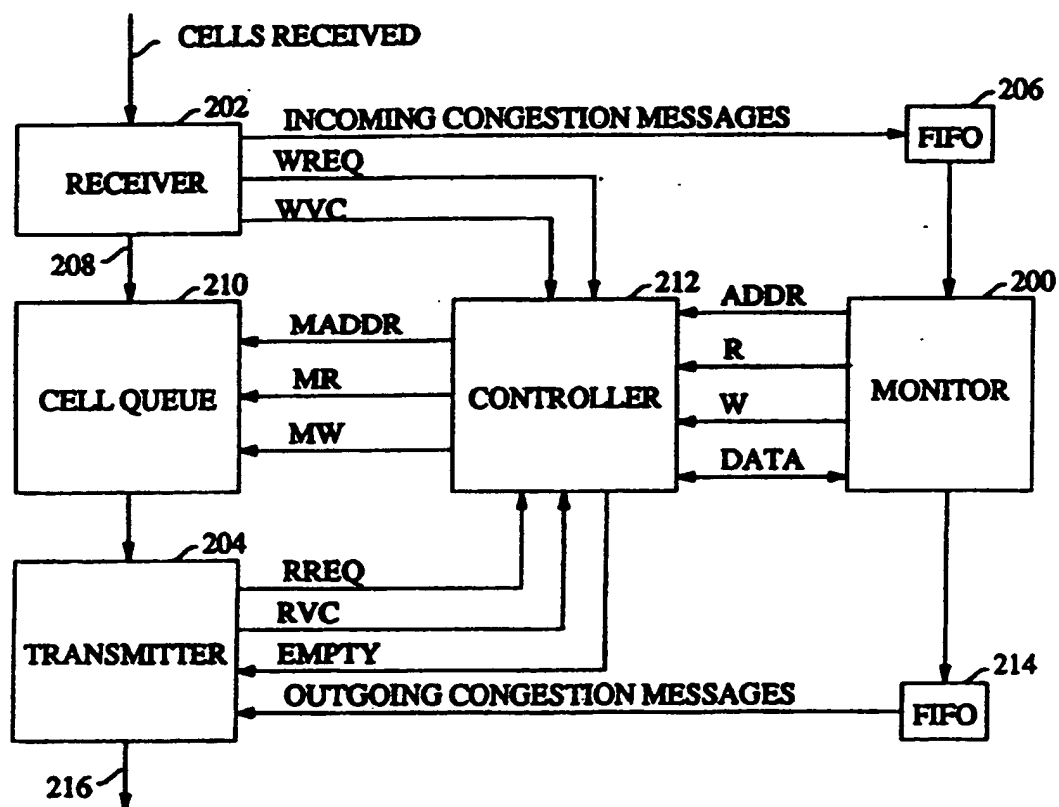 CELLS RECEIVED
202
INCOMING CONGESTION MESSAGES
206
FIFO
RECEIVER
WREQ
WVC
208
210
212
200
MADDR
ADDR
CELL QUEUE
MR
CONTROLLER
R
MONITOR
MW
W
DATA
204
RREQ
RVC
TRANSMITTER
EMPTY
214
OUTGOING CONGESTION MESSAGES
FIFO
216